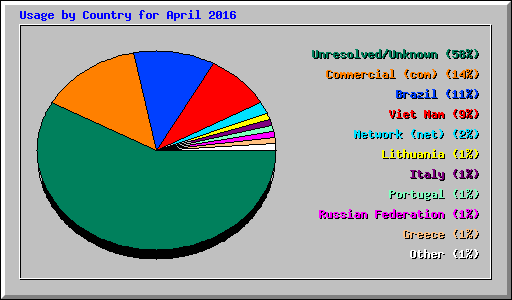 Usage by Country for April 2016
Unresolved/Unknown (58%)
Commercial (com) (14%)
Brazil (11%)
Viet Nam (9%)
Network (net) (2%)
Lithuania (1%)
Italy (1%)
Portugal (1%)
Russian Federation (1%)
Greece (1%)
Other (1%)